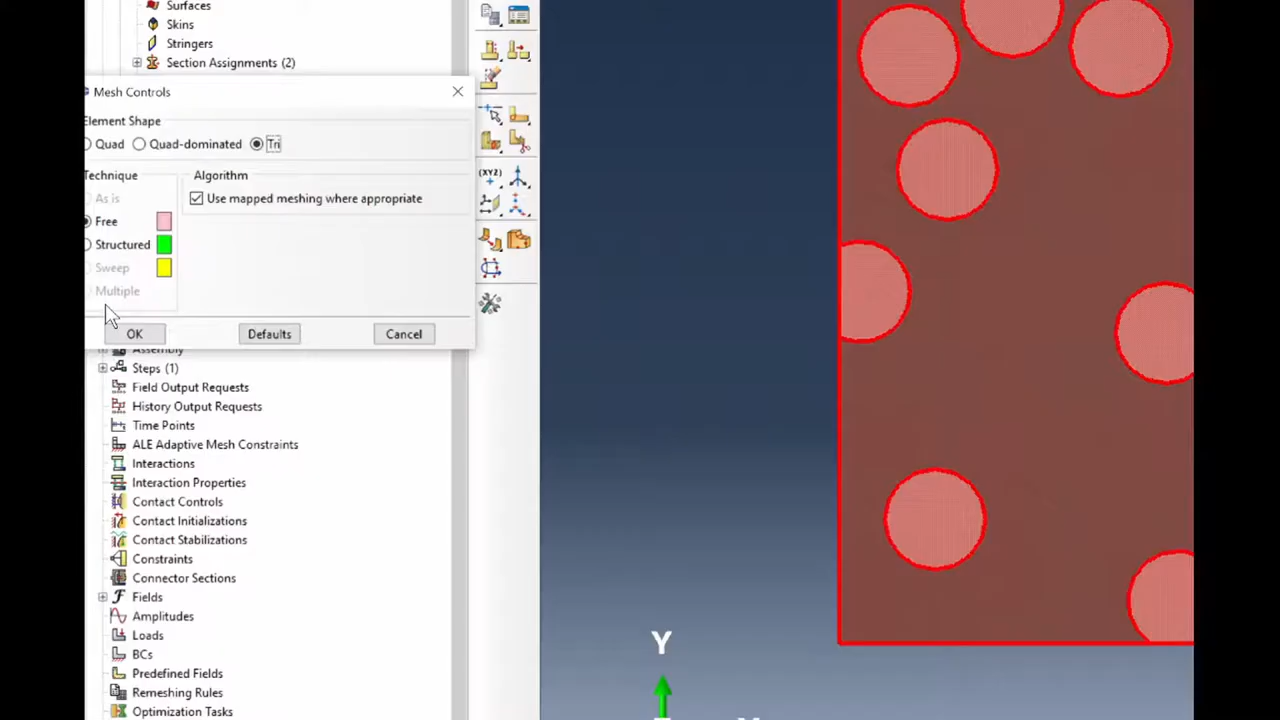 Surfaces
Skins
Stringers
Section Assignments (2)
Mesh Controls
Element Shape
Quad Quad-dominated Tri
Technique Algorithm
As is Use mapped meshing where appropriate
Free
Structured
Sweep
Multiple
OK Defaults Cancel
Assembly
Steps (1)
Field Output Requests
History Output Requests
Time Points
ALE Adaptive Mesh Constraints
Interactions
Interaction Properties
Contact Controls
Contact Initializations
Contact Stabilizations
Constraints
Connector Sections
Fields
Amplitudes
Loads
BCs
Predefined Fields
Remeshing Rules
Optimization Tasks
(XYZ)
Y